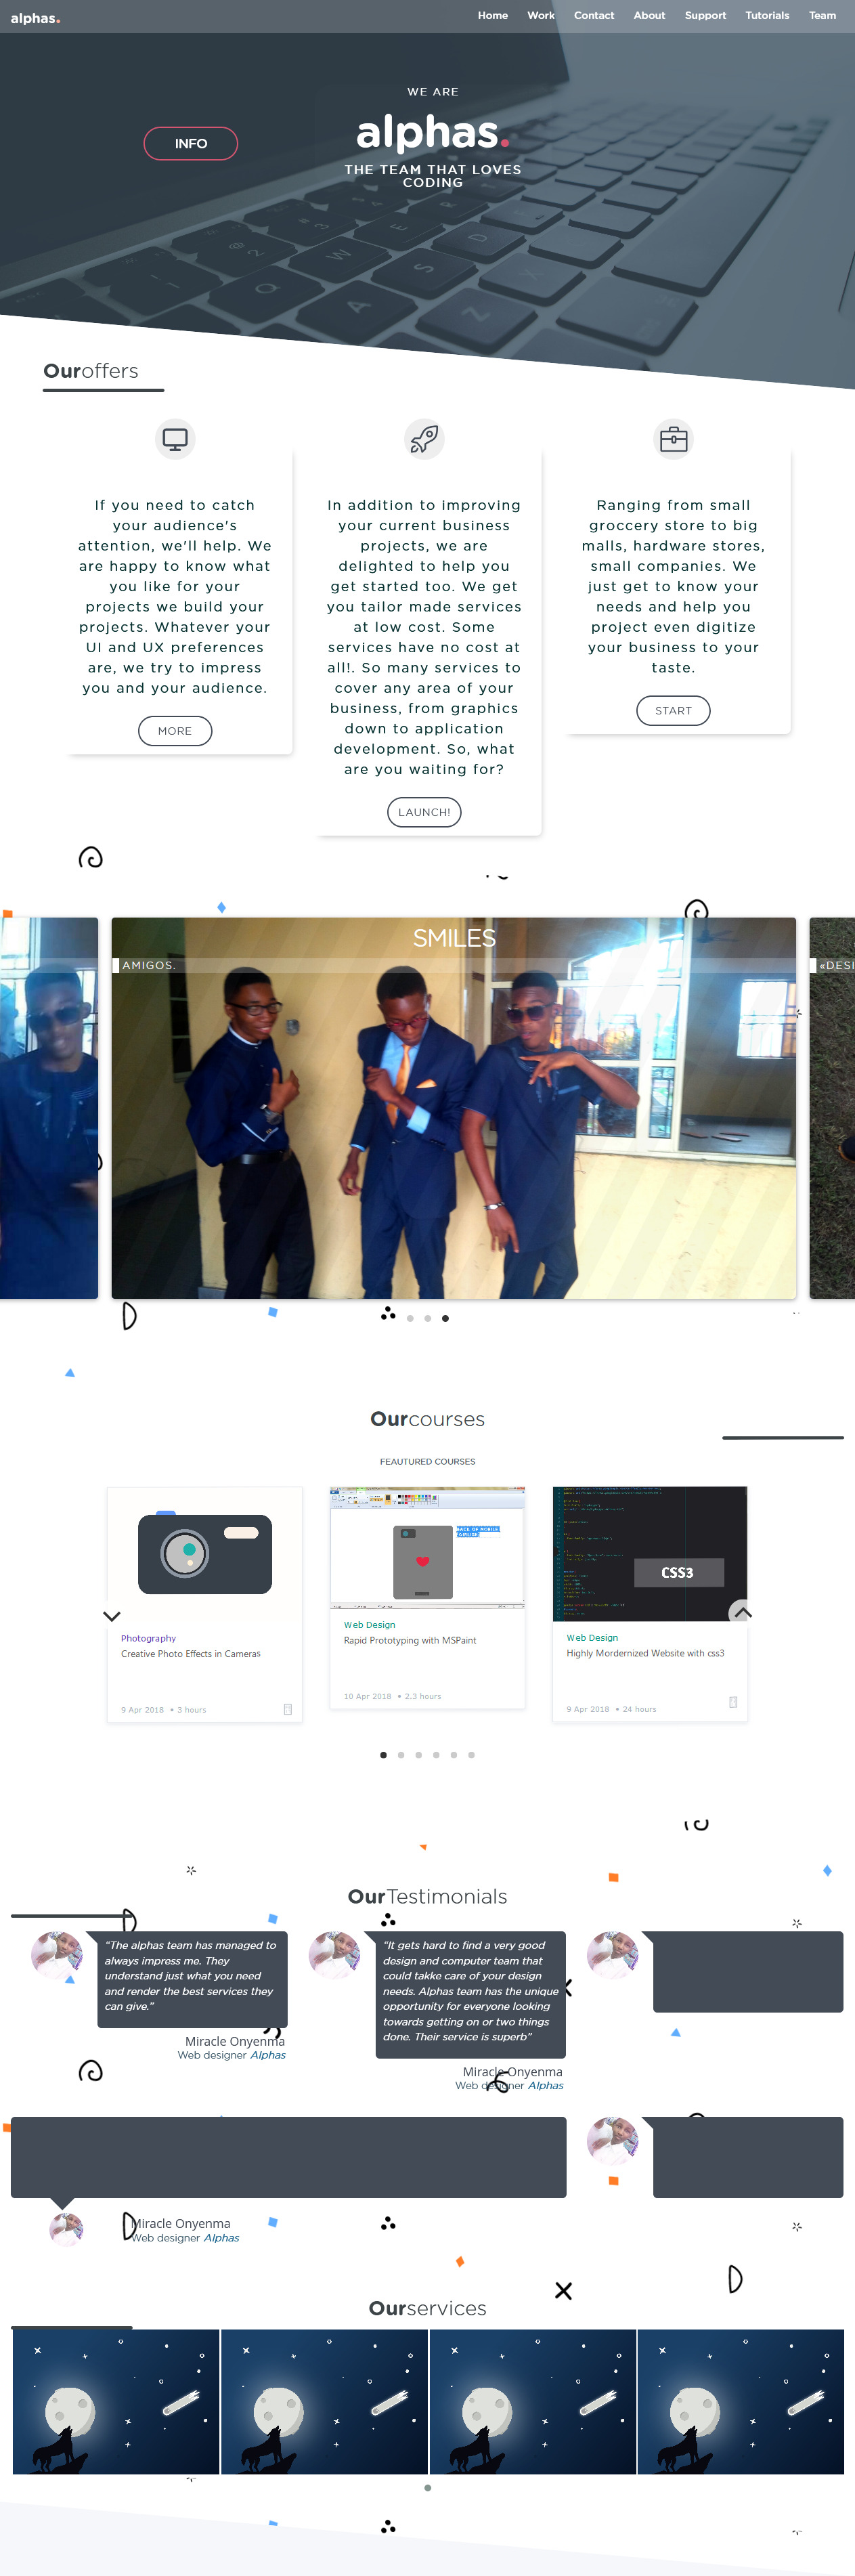 alphas.
Home Work Contact About Support Tutorials Team
WE ARE
alphas.
THE TEAM THAT LOVES
CODING
INFO
Ouroffers
If you need to catch
your audience's
attention, we'll help. We
are happy to know what
you like for your
projects we build your
projects. Whatever your
UI and UX preferences
are, we try to impress
you and your audience.
MORE
In addition to improving
your current business
projects, we are
delighted to help you
get started too. We get
you tailor made services
at low cost. Some
services have no cost at
all!. So many services to
cover any area of your
business, from graphics
down to application
development. So, what
are you waiting for?
LAUNCH!
Ranging from small
groccery store to big
malls, hardware stores,
small companies. We
just get to know your
needs and help you
project even digitize
your business to your
taste.
START
SMILES
AMIGOS.
«DESI
Ourcourses
FEAUTURED COURSES
Photography
Creative Photo Effects in Cameras
9 Apr 2018 • 3 hours
BACK OF MOBILE
Web Design
Rapid Prototyping with MSPaint
10 Apr 2018 • 2.3 hours
CSS3
Web Design
Highly Mordernized Website with css3
9 Apr 2018 • 24 hours
OurTestimonials
“The alphas team has managed to
always impress me. They
understand just what you need
and render the best services they
can give.”
Miracle Onyenma
Web designer Alphas
“It gets hard to find a very good
design and computer team that
could takke care of your design
needs. Alphas team has the unique
opportunity for everyone looking
towards getting on or two things
done. Their service is superb”
Miracle Onyenma
Web designer Alphas
Miracle Onyenma
Web designer Alphas
Ourservices